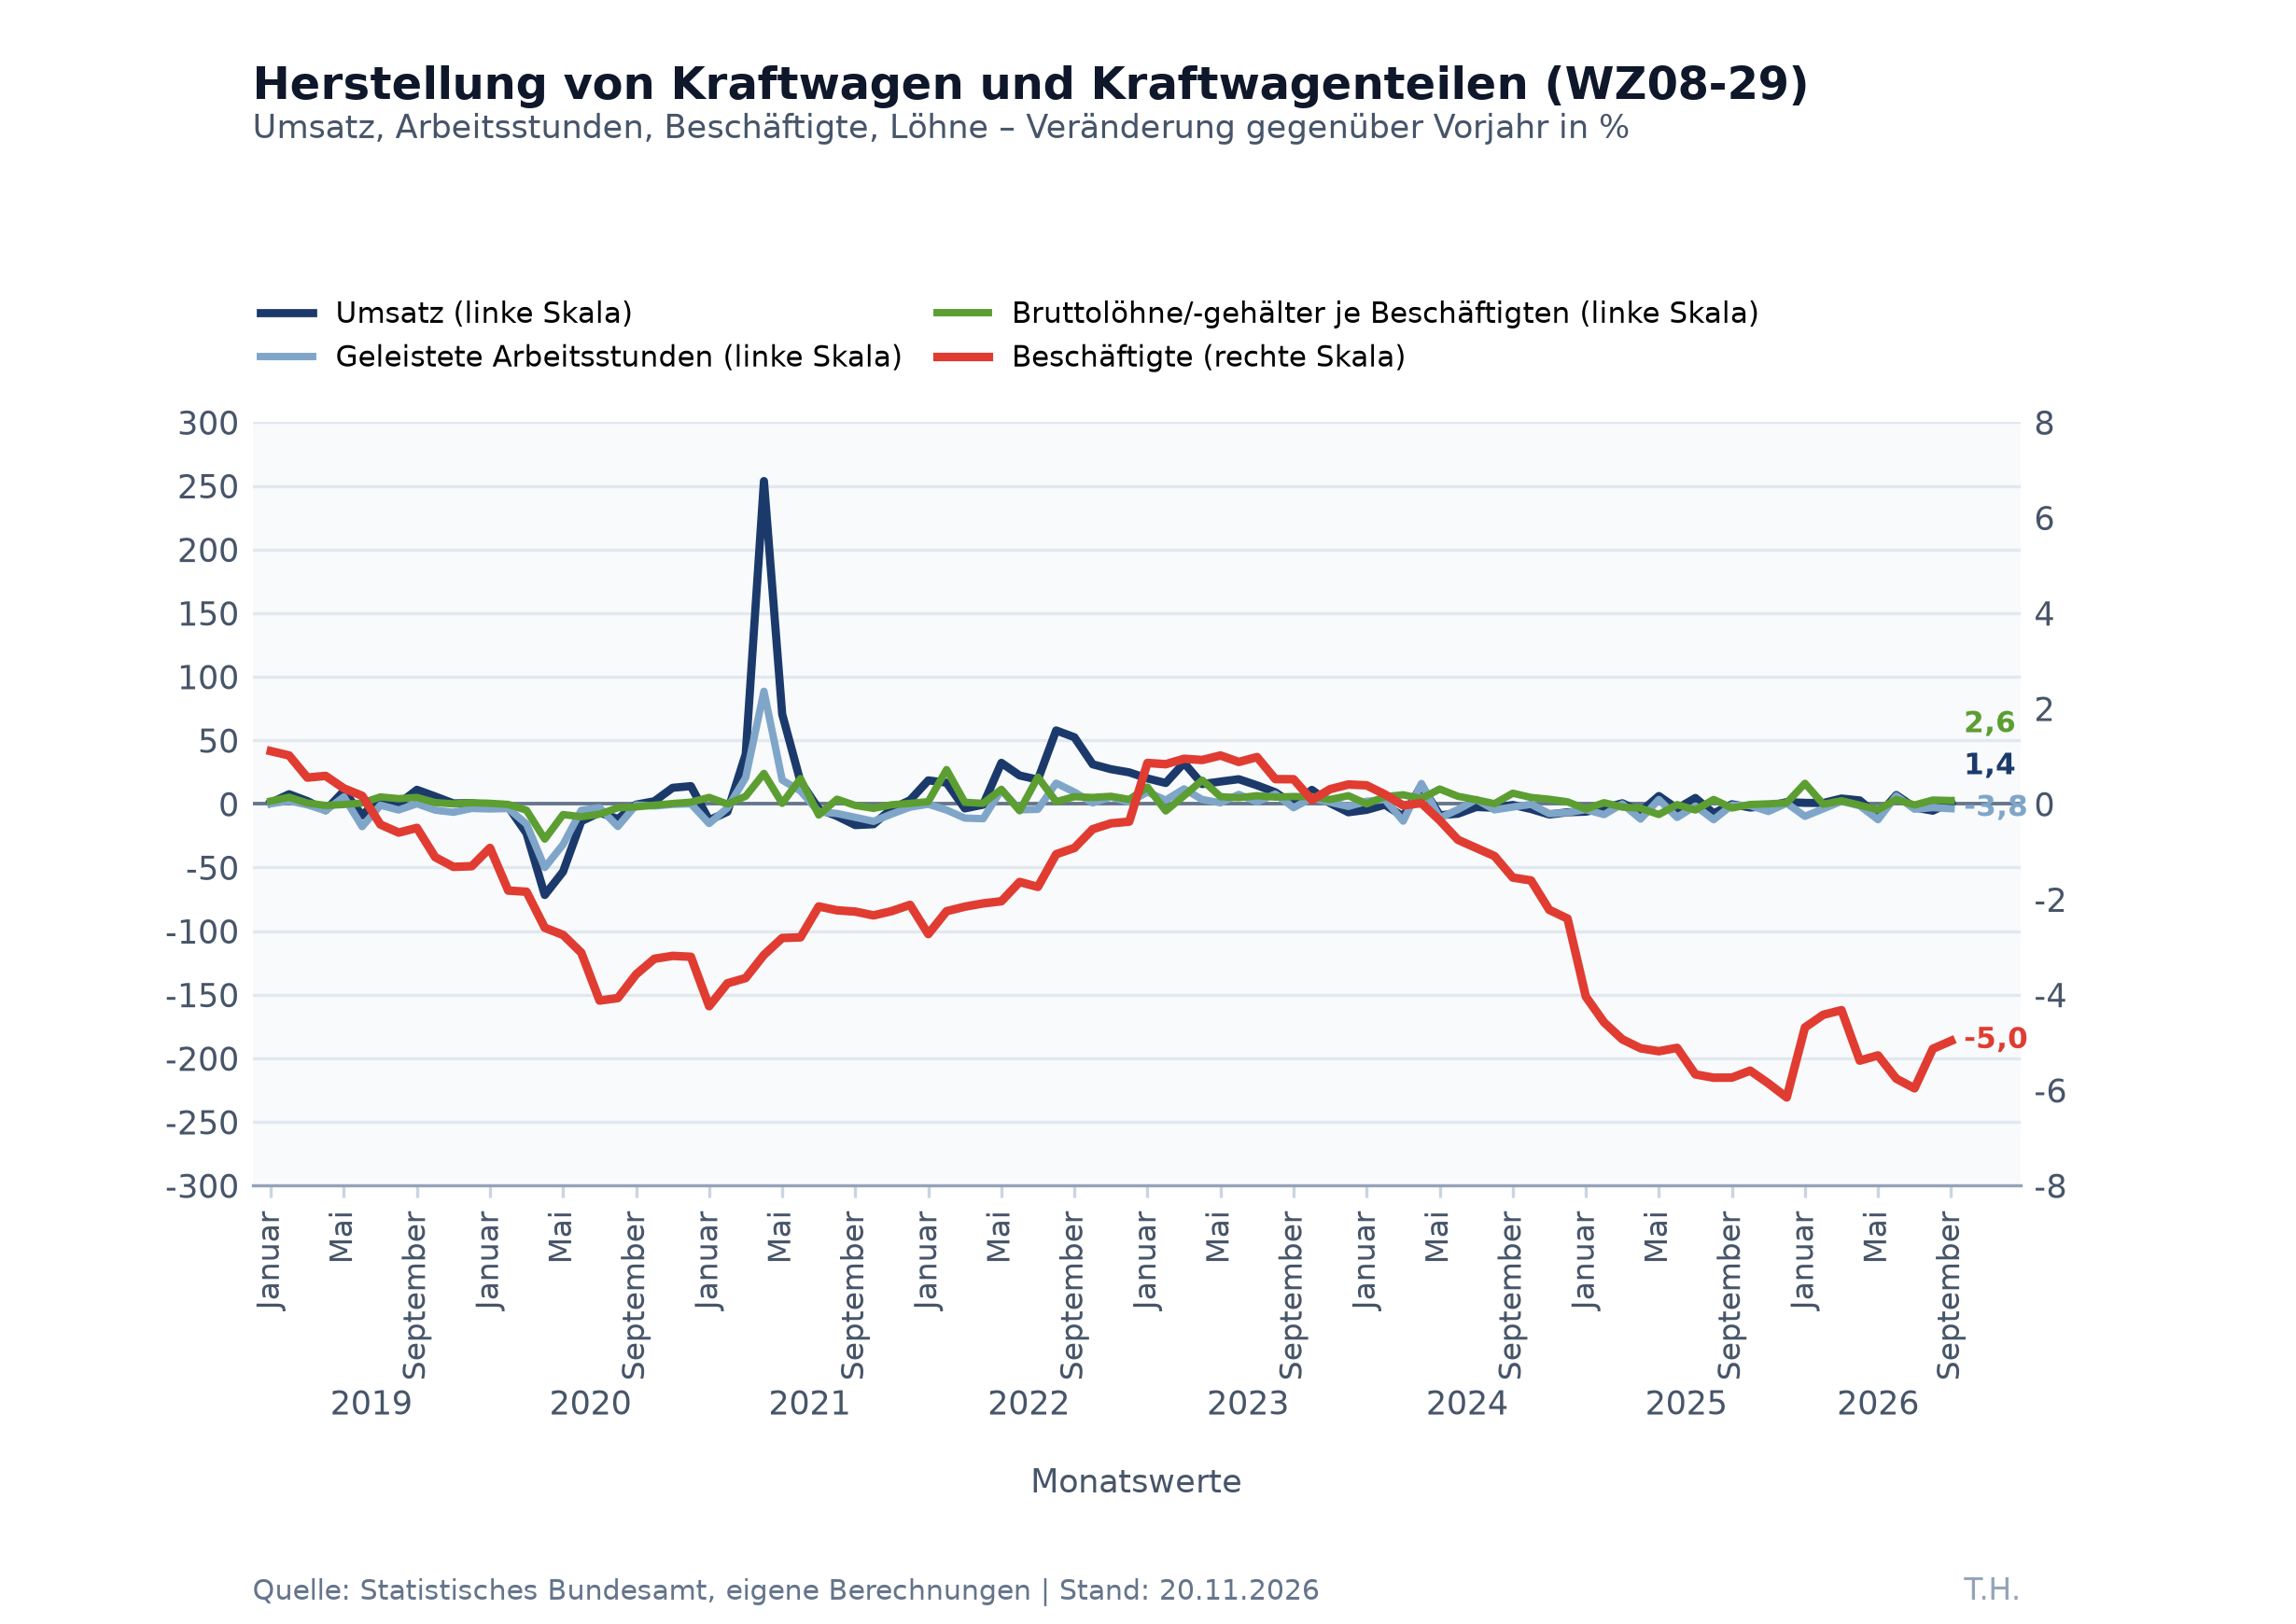 Herstellung von Kraftwagen und Kraftwagenteilen (WZ08-29)
Umsatz, Arbeitsstunden, Beschäftigte, Löhne – Veränderung gegenüber Vorjahr in %
Umsatz (linke Skala)
Geleistete Arbeitsstunden (linke Skala)
Bruttolöhne/-gehälter je Beschäftigten (linke Skala)
Beschäftigte (rechte Skala)
300
250
200
150
100
50
0
-50
-100
-150
-200
-250
-300
8
6
4
2
0
-2
-4
-6
-8
2,6
1,4
-3,8
-5,0
Januar
Mai
September
Januar
Mai
September
Januar
Mai
September
Januar
Mai
September
Januar
Mai
September
Januar
Mai
September
Januar
Mai
September
Januar
Mai
September
2019
2020
2021
2022
2023
2024
2025
2026
Monatswerte
Quelle: Statistisches Bundesamt, eigene Berechnungen | Stand: 20.11.2026
T.H.